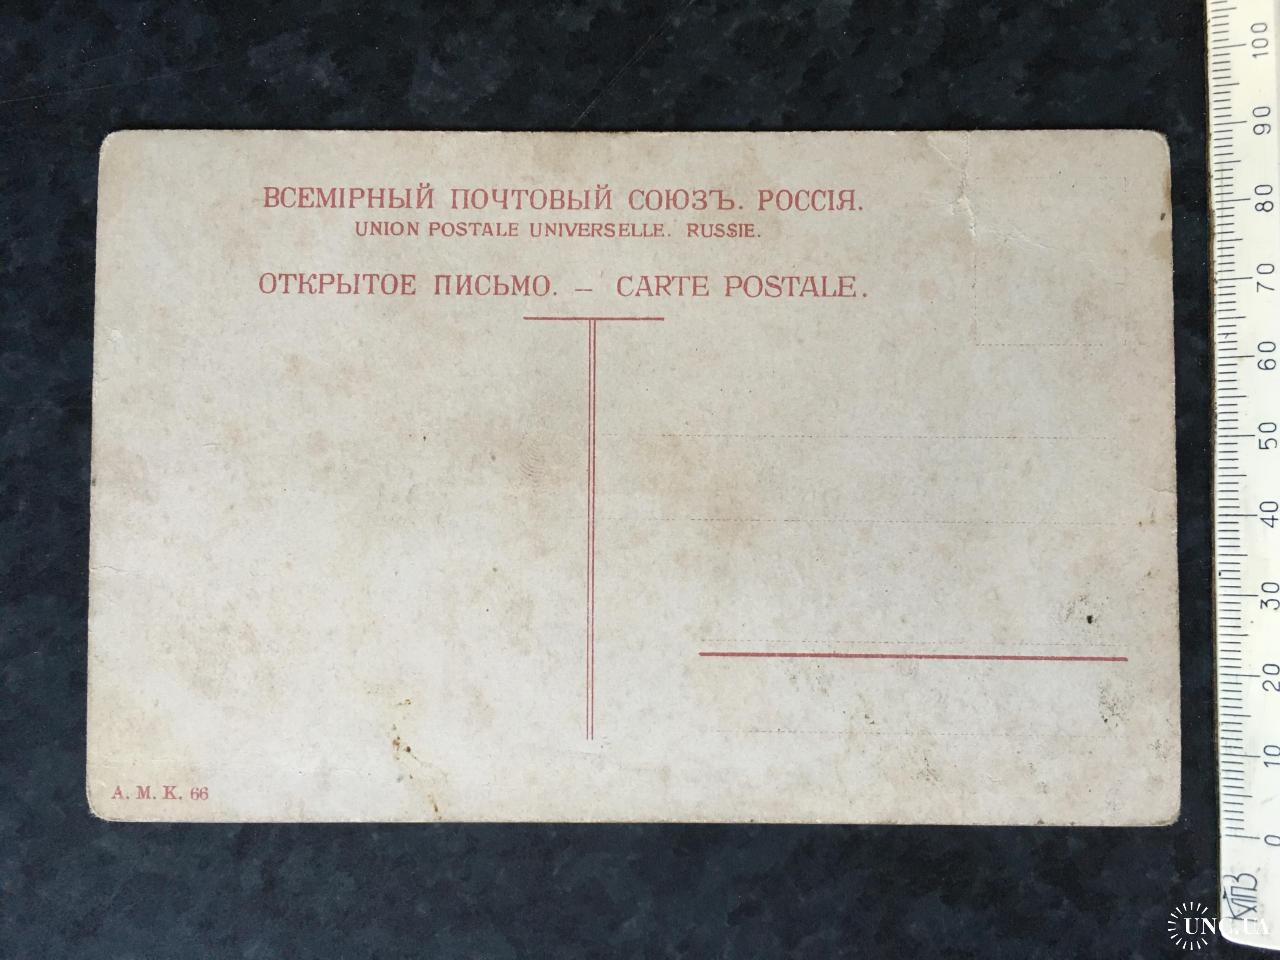 ВСЕМІРНЫЙ ПОЧТОВЫЙ СОЮЗЪ. РОССІЯ.
UNION POSTALE UNIVERSELLE. RUSSIE.
ОТКРЫТОЕ ПИСЬМО. — CARTE POSTALE.
А. М. К. 66
100
90
80
70
60
50
40
30
20
10
0
ХПЗ
UNC.UA